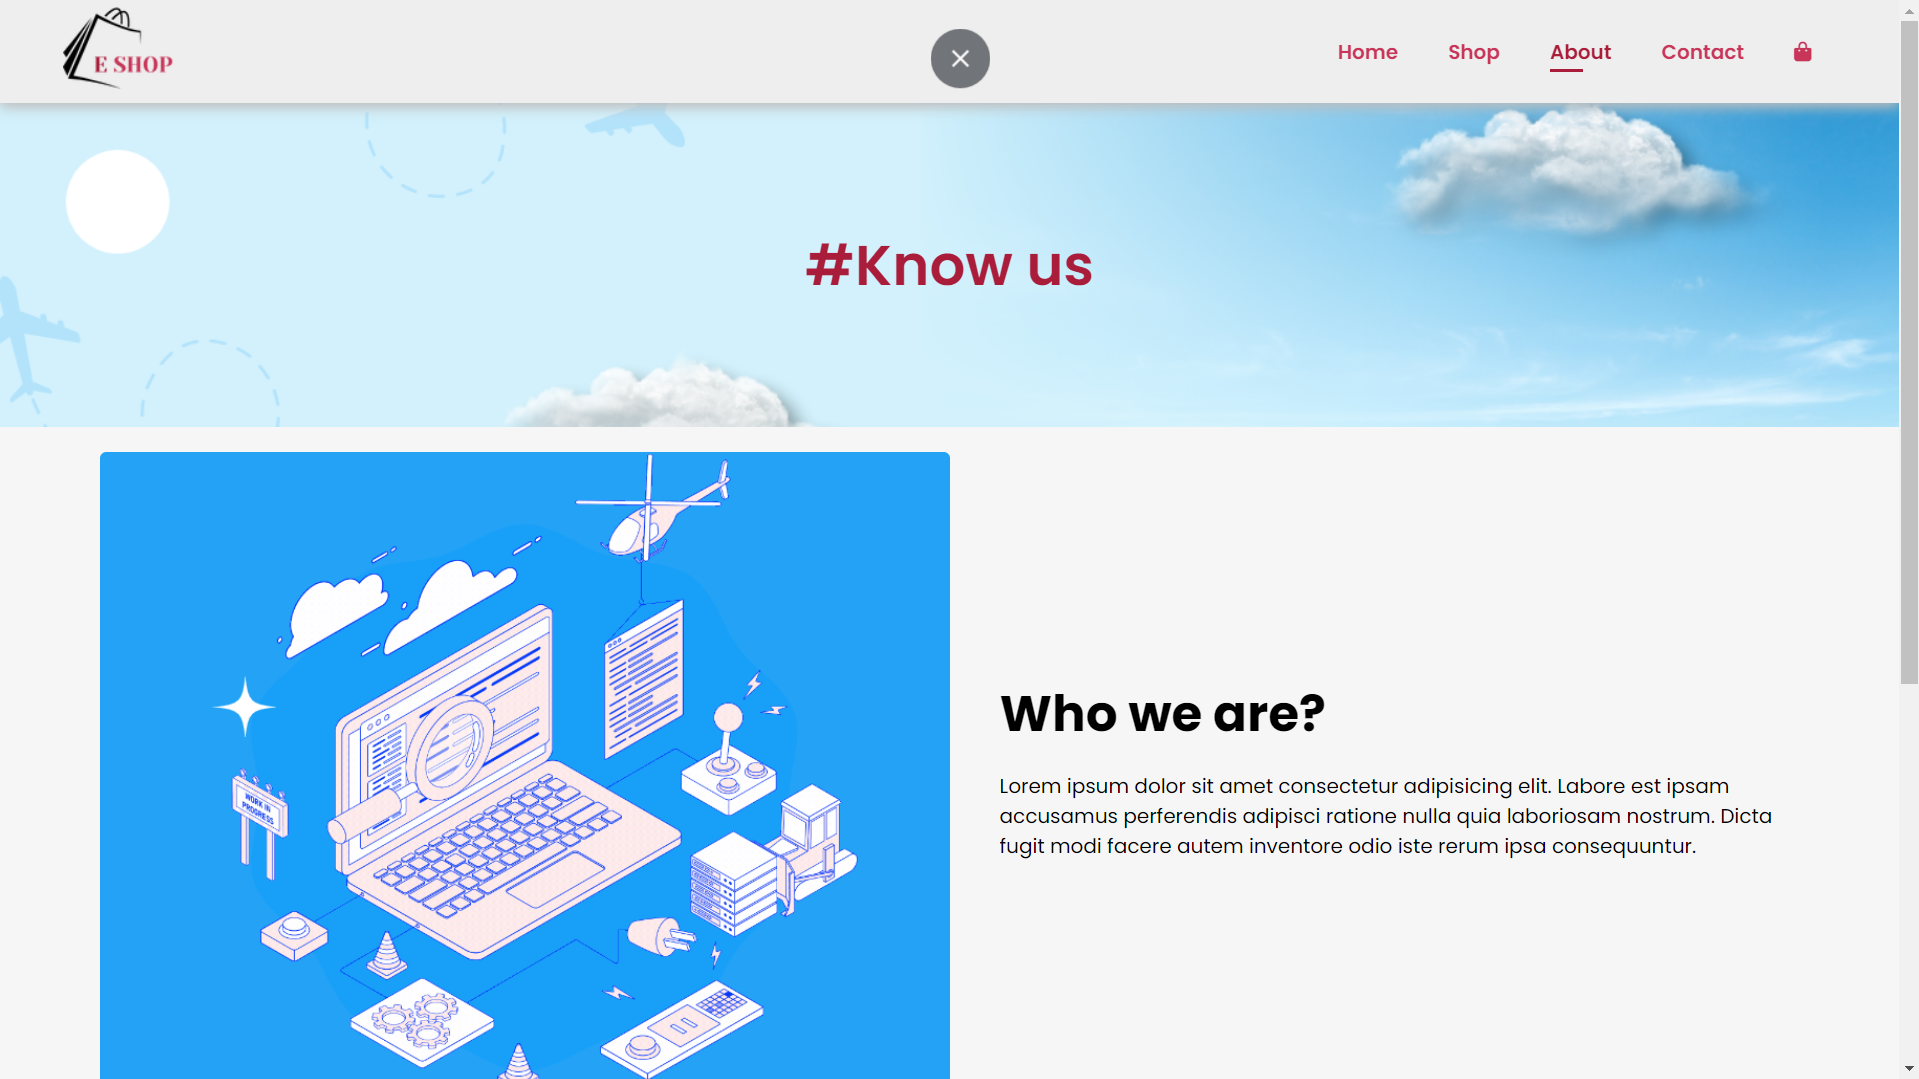 E SHOP
Home
Shop
About
Contact
#Know us
WORK IN
PROGRESS
Who we are?
Lorem ipsum dolor sit amet consectetur adipisicing elit. Labore est ipsam
accusamus perferendis adipisci ratione nulla quia laboriosam nostrum. Dicta
fugit modi facere autem inventore odio iste rerum ipsa consequuntur.